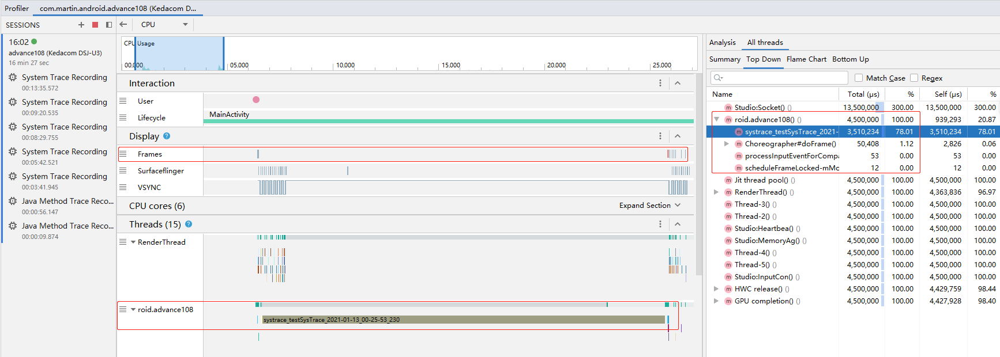 Profiler com.martin.android.advance108 (Kedacom D...
SESSIONS
CPU
16:02
advance108 (Kedacom DSJ-U3)
16 min 27 sec
System Trace Recording
00:13:35.572
System Trace Recording
00:09:20.535
System Trace Recording
00:08:29.755
System Trace Recording
00:05:42.521
System Trace Recording
00:03:41.945
Java Method Trace Reco...
00:00:56.147
Java Method Trace Reco...
00:00:09.874
CPU Usage
00.000 05.000 10.000 15.000 20.000 25.000
Interaction
User
Lifecycle MainActivity
Display ?
Frames
Surfaceflinger
VSYNC
CPU cores (6) Expand Section
Threads (15) ?
RenderThread
roid.advance108
systrace_testSysTrace_2021-01-13_00-25-53_230
Analysis All threads
Summary Top Down Flame Chart Bottom Up
Match Case Regex
Name Total (μs) % Self (μs) %
m Studio:Socket() () 13,500,000 300.00 13,500,000 300.00
m roid.advance108() () 4,500,000 100.00 939,293 20.87
m systrace_testSysTrace_2021- 3,510,234 78.01 3,510,234 78.01
m Choreographer#doFrame() 50,408 1.12 2,826 0.06
m processInputEventForCompa 53 0.00 53 0.00
m scheduleFrameLocked-mMc 12 0.00 12 0.00
m Jit thread pool() () 4,500,000 100.00 4,500,000 100.00
m RenderThread() () 4,500,000 100.00 4,363,836 96.97
m Thread-3() () 4,500,000 100.00 4,500,000 100.00
m Thread-2() () 4,500,000 100.00 4,500,000 100.00
m Studio:Heartbea() () 4,500,000 100.00 4,500,000 100.00
m Studio:MemoryAg() () 4,500,000 100.00 4,500,000 100.00
m Thread-4() () 4,500,000 100.00 4,500,000 100.00
m Thread-5() () 4,500,000 100.00 4,500,000 100.00
m Studio:InputCon() () 4,500,000 100.00 4,500,000 100.00
m HWC release() () 4,500,000 100.00 4,429,759 98.44
m GPU completion() () 4,500,000 100.00 4,427,928 98.40